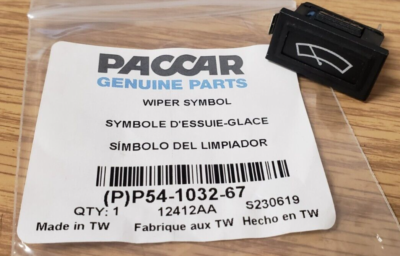 PACCAR
GENUINE PARTS
WIPER SYMBOL
SYMBOLE D'ESSUIE-GLACE
SÍMBOLO DEL LIMPIADOR
(P)P54-1032-67
QTY: 1 12412AA S230619
Made in TW Fabrique aux TW Hecho en TW